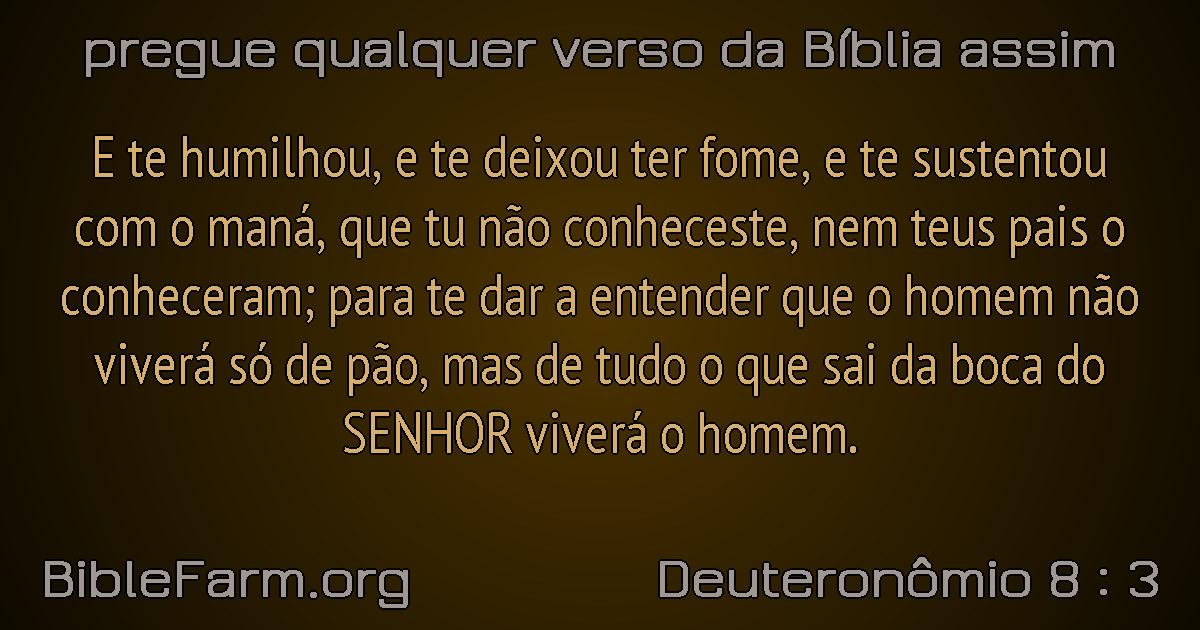 pregue qualquer verso da Bíblia assim
E te humilhou, e te deixou ter fome, e te sustentou
com o maná, que tu não conheceste, nem teus pais o
conheceram; para te dar a entender que o homem não
viverá só de pão, mas de tudo o que sai da boca do
SENHOR viverá o homem.
BibleFarm.org
Deuteronômio 8 : 3